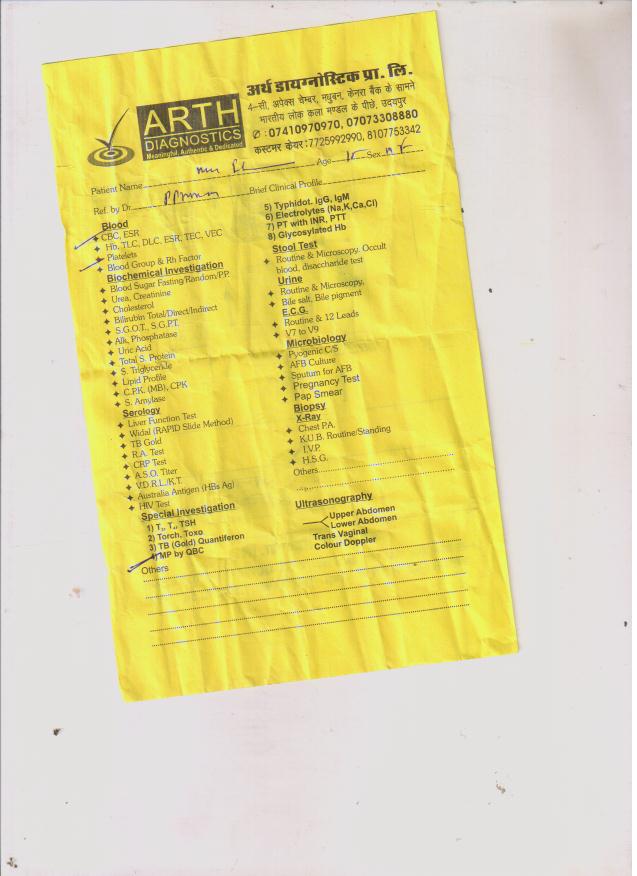 ARTH
DIAGNOSTICS
Meaningful, Authentic & Dedicated
अर्थ डायग्नोस्टिक प्रा. लि.
4-सी, अपेक्स चेम्बर, मधुबन, केनरा बैंक के सामने
भारतीय लोक कला मण्डल के पीछे, उदयपुर
✆ : 07410970970, 07073308880
कस्टमर केयर : 7725992990, 8107753342
Patient Name Age Sex
Ref. by Dr. Brief Clinical Profile
Blood
CBC, ESR
Hb, TLC, DLC, ESR, TEC, VEC
Platelets
Blood Group & Rh Factor
Biochemical Investigation
Blood Sugar Fasting/Random/P.P.
Urea, Creatinine
Cholesterol
Bilirubin Total/Direct/Indirect
S.G.O.T., S.G.P.T.
Alk, Phosphatase
Uric Acid
Total S. Protein
S. Triglyceride
Lipid Profile
C.P.K. (MB), CPK
S. Amylase
Serology
Liver Function Test
Widal (RAPID Slide Method)
TB Gold
R.A. Test
CRP Test
A.S.O. Titer
V.D.R.L./K.T.
Australia Antigen (HBs Ag)
HIV Test
Special Investigation
1) T₃, T₄, TSH
2) Torch, Toxo
3) TB (Gold) Quantiferon
4) MP by QBC
Others
5) Typhidot. IgG, IgM
6) Electrolytes (Na,K,Ca,Cl)
7) PT with INR, PTT
8) Glycosylated Hb
Stool Test
Routine & Microscopy, Occult
blood, disaccharide test
Urine
Routine & Microscopy,
Bile salt, Bile pigment
E.C.G.
Routine & 12 Leads
V7 to V9
Microbiology
Pyogenic C/S
AFB Culture
Sputum for AFB
Pregnancy Test
Pap Smear
Biopsy
X-Ray
Chest P.A.
K.U.B. Routine/Standing
I.V.P.
H.S.G.
Others
Ultrasonography
Upper Abdomen
Lower Abdomen
Trans Vaginal
Colour Doppler